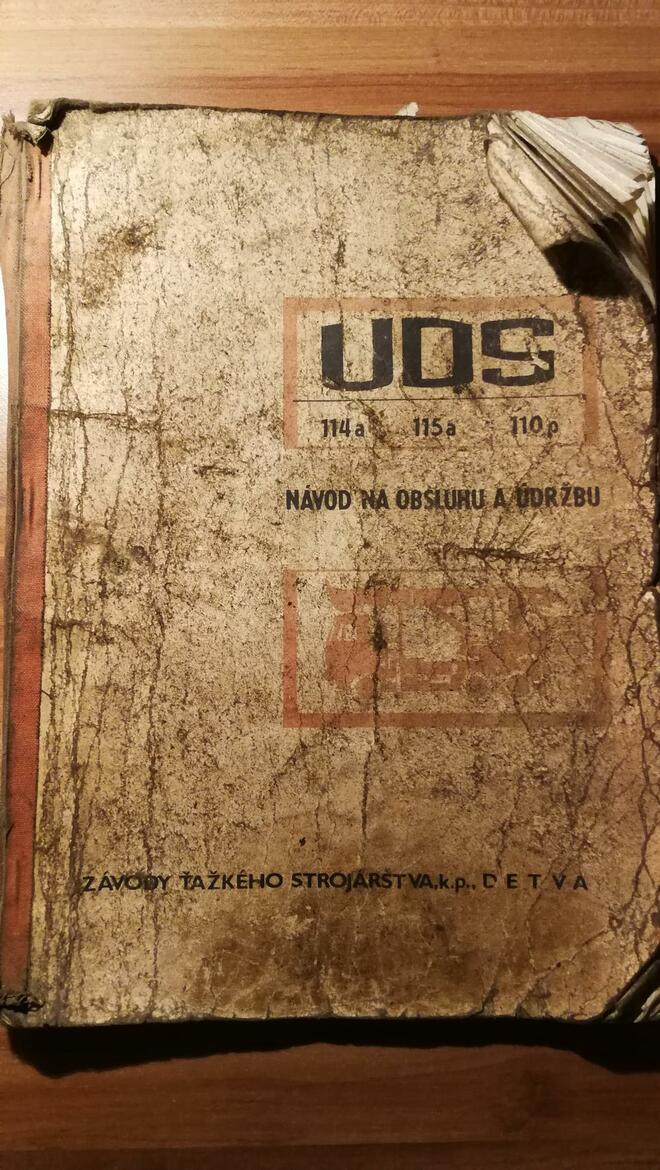 UDS
114a 115a 110p
NÁVOD NA OBSLUHU A ÚDRŽBU
ZÁVODY ŤAŽKÉHO STROJÁRSTVA,k.p., DETVA